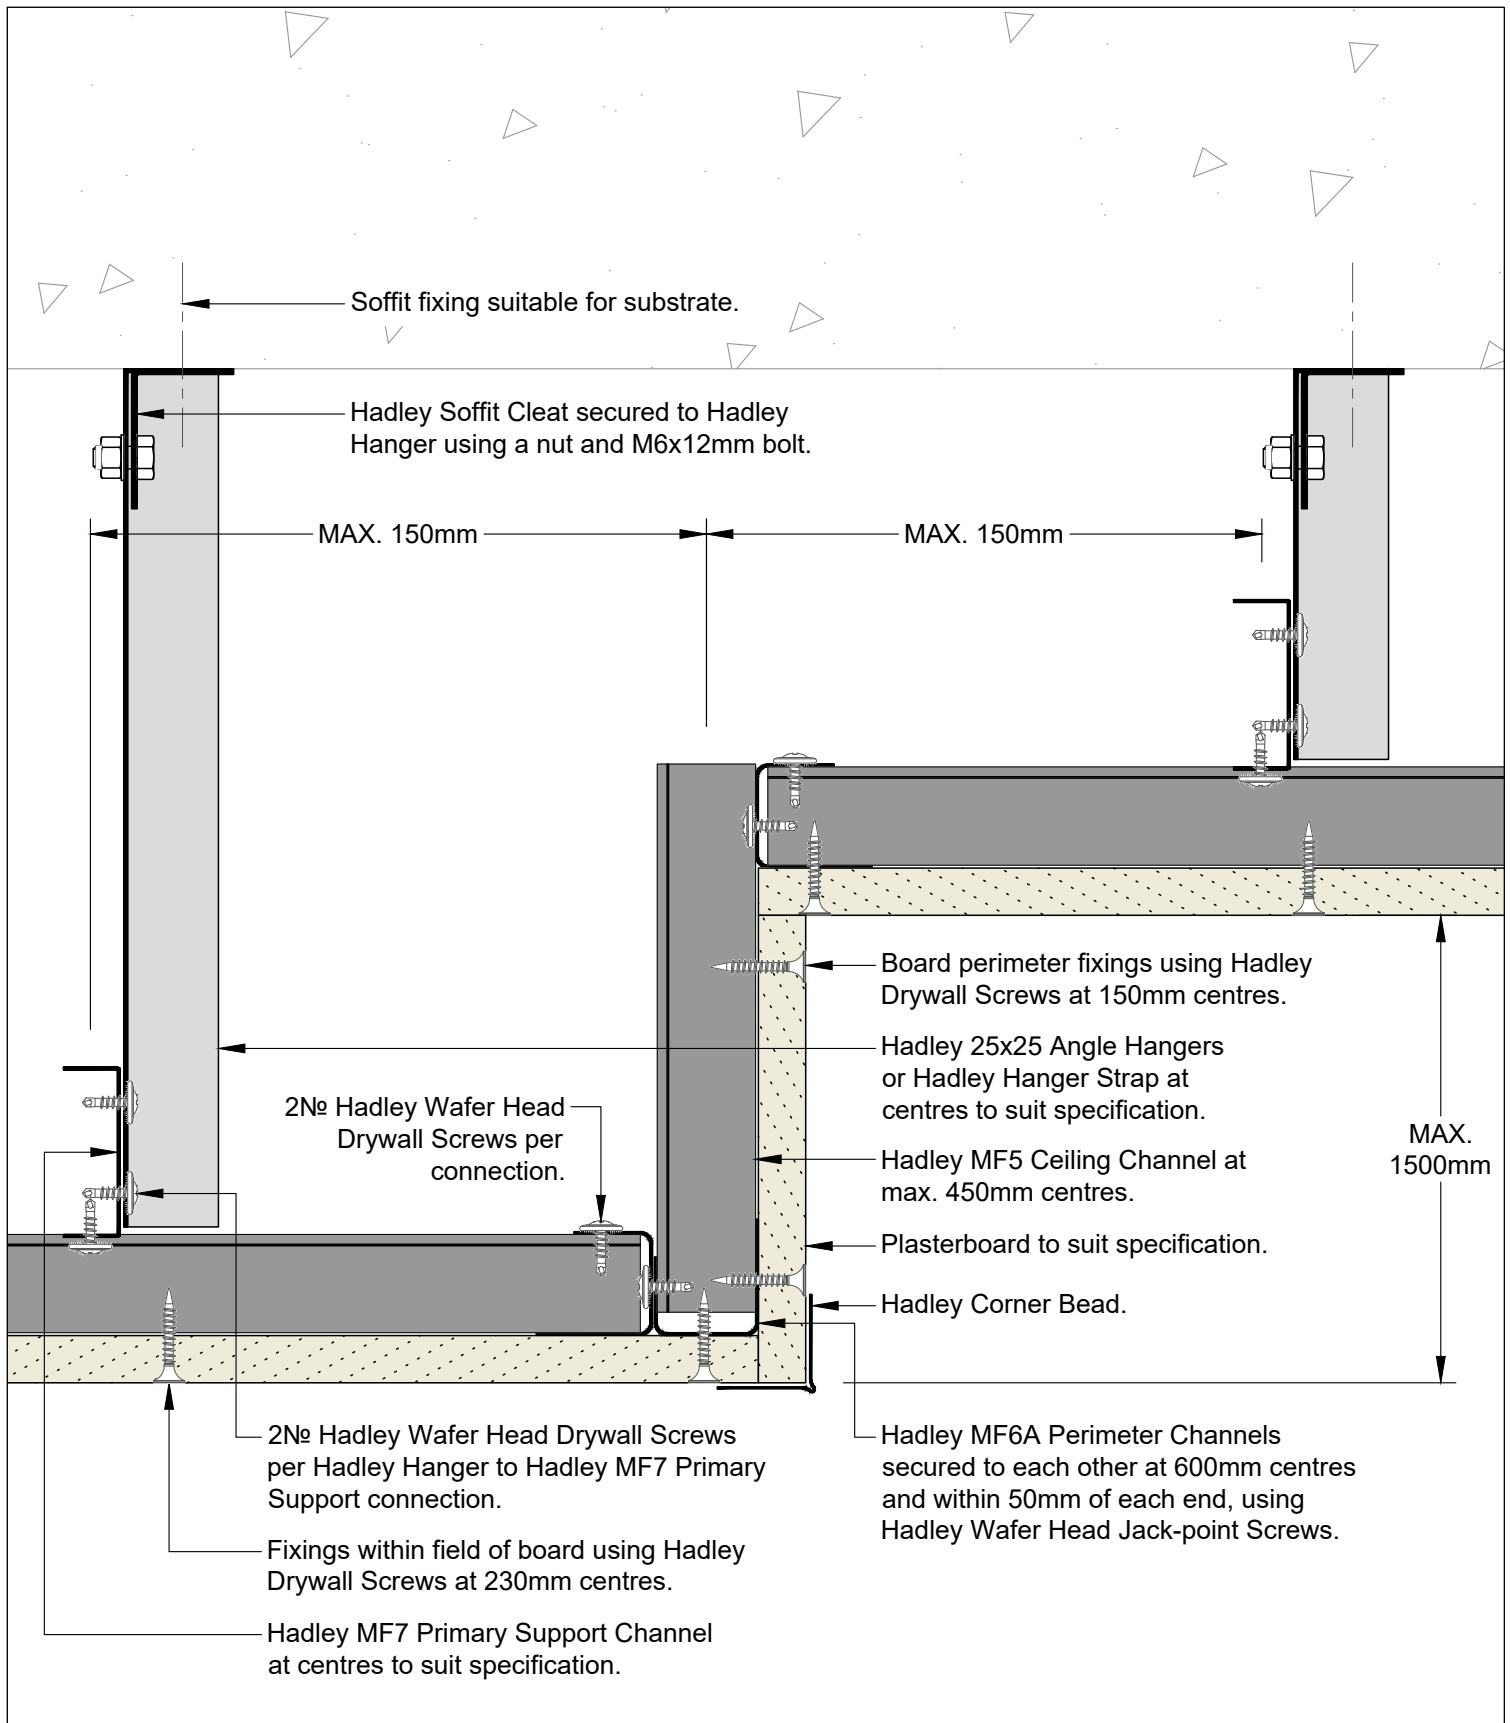 Soffit fixing suitable for substrate.
Hadley Soffit Cleat secured to Hadley
Hanger using a nut and M6x12mm bolt.
MAX. 150mm
MAX. 150mm
Board perimeter fixings using Hadley
Drywall Screws at 150mm centres.
Hadley 25x25 Angle Hangers
or Hadley Hanger Strap at
centres to suit specification.
2№ Hadley Wafer Head
Drywall Screws per
connection.
MAX.
1500mm
Hadley MF5 Ceiling Channel at
max. 450mm centres.
Plasterboard to suit specification.
Hadley Corner Bead.
2№ Hadley Wafer Head Drywall Screws
per Hadley Hanger to Hadley MF7 Primary
Support connection.
Hadley MF6A Perimeter Channels
secured to each other at 600mm centres
and within 50mm of each end, using
Hadley Wafer Head Jack-point Screws.
Fixings within field of board using Hadley
Drywall Screws at 230mm centres.
Hadley MF7 Primary Support Channel
at centres to suit specification.